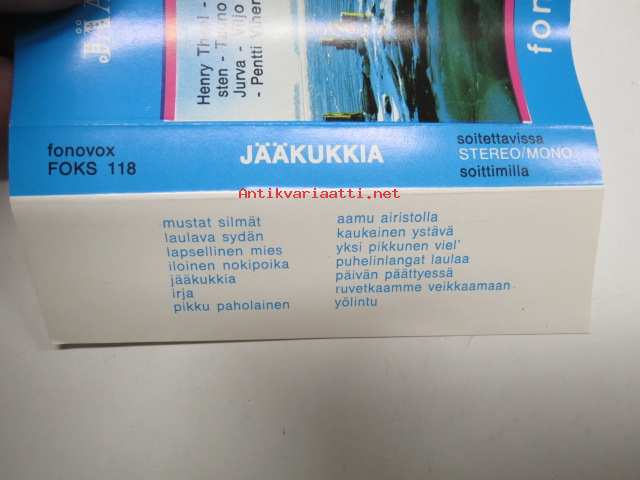 Henry
sten -
Jurva -
- Pentti
fono
fonovox
FOKS 118
JÄÄKUKKIA
soitettavissa
STEREO/MONO
soittimilla
Antikvariaatti.net
mustat silmät
laulava sydän
lapsellinen mies
iloinen nokipoika
jääkukkia
irja
pikku paholainen
aamu airistolla
kaukainen ystävä
yksi pikkunen viel'
puhelinlangat laulaa
päivän päättyessä
ruvetkaamme veikkaamaan
yölintu